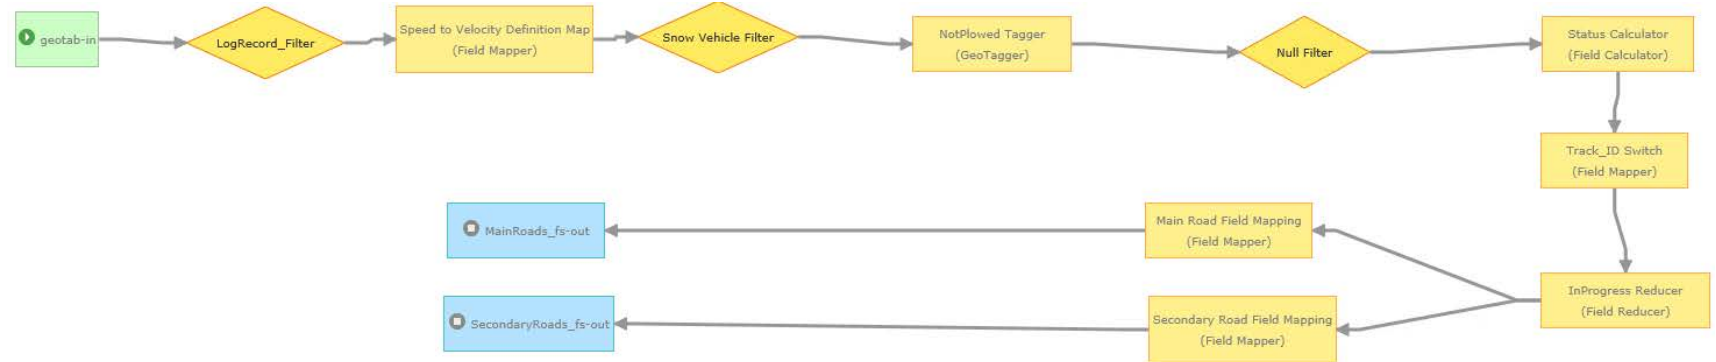 geotab-in
LogRecord_Filter
Speed to Velocity Definition Map
(Field Mapper)
Snow Vehicle Filter
NotPlowed Tagger
(GeoTagger)
Null Filter
Status Calculator
(Field Calculator)
Track_ID Switch
(Field Mapper)
InProgress Reducer
(Field Reducer)
Main Road Field Mapping
(Field Mapper)
MainRoads_fs-out
Secondary Road Field Mapping
(Field Mapper)
SecondaryRoads_fs-out